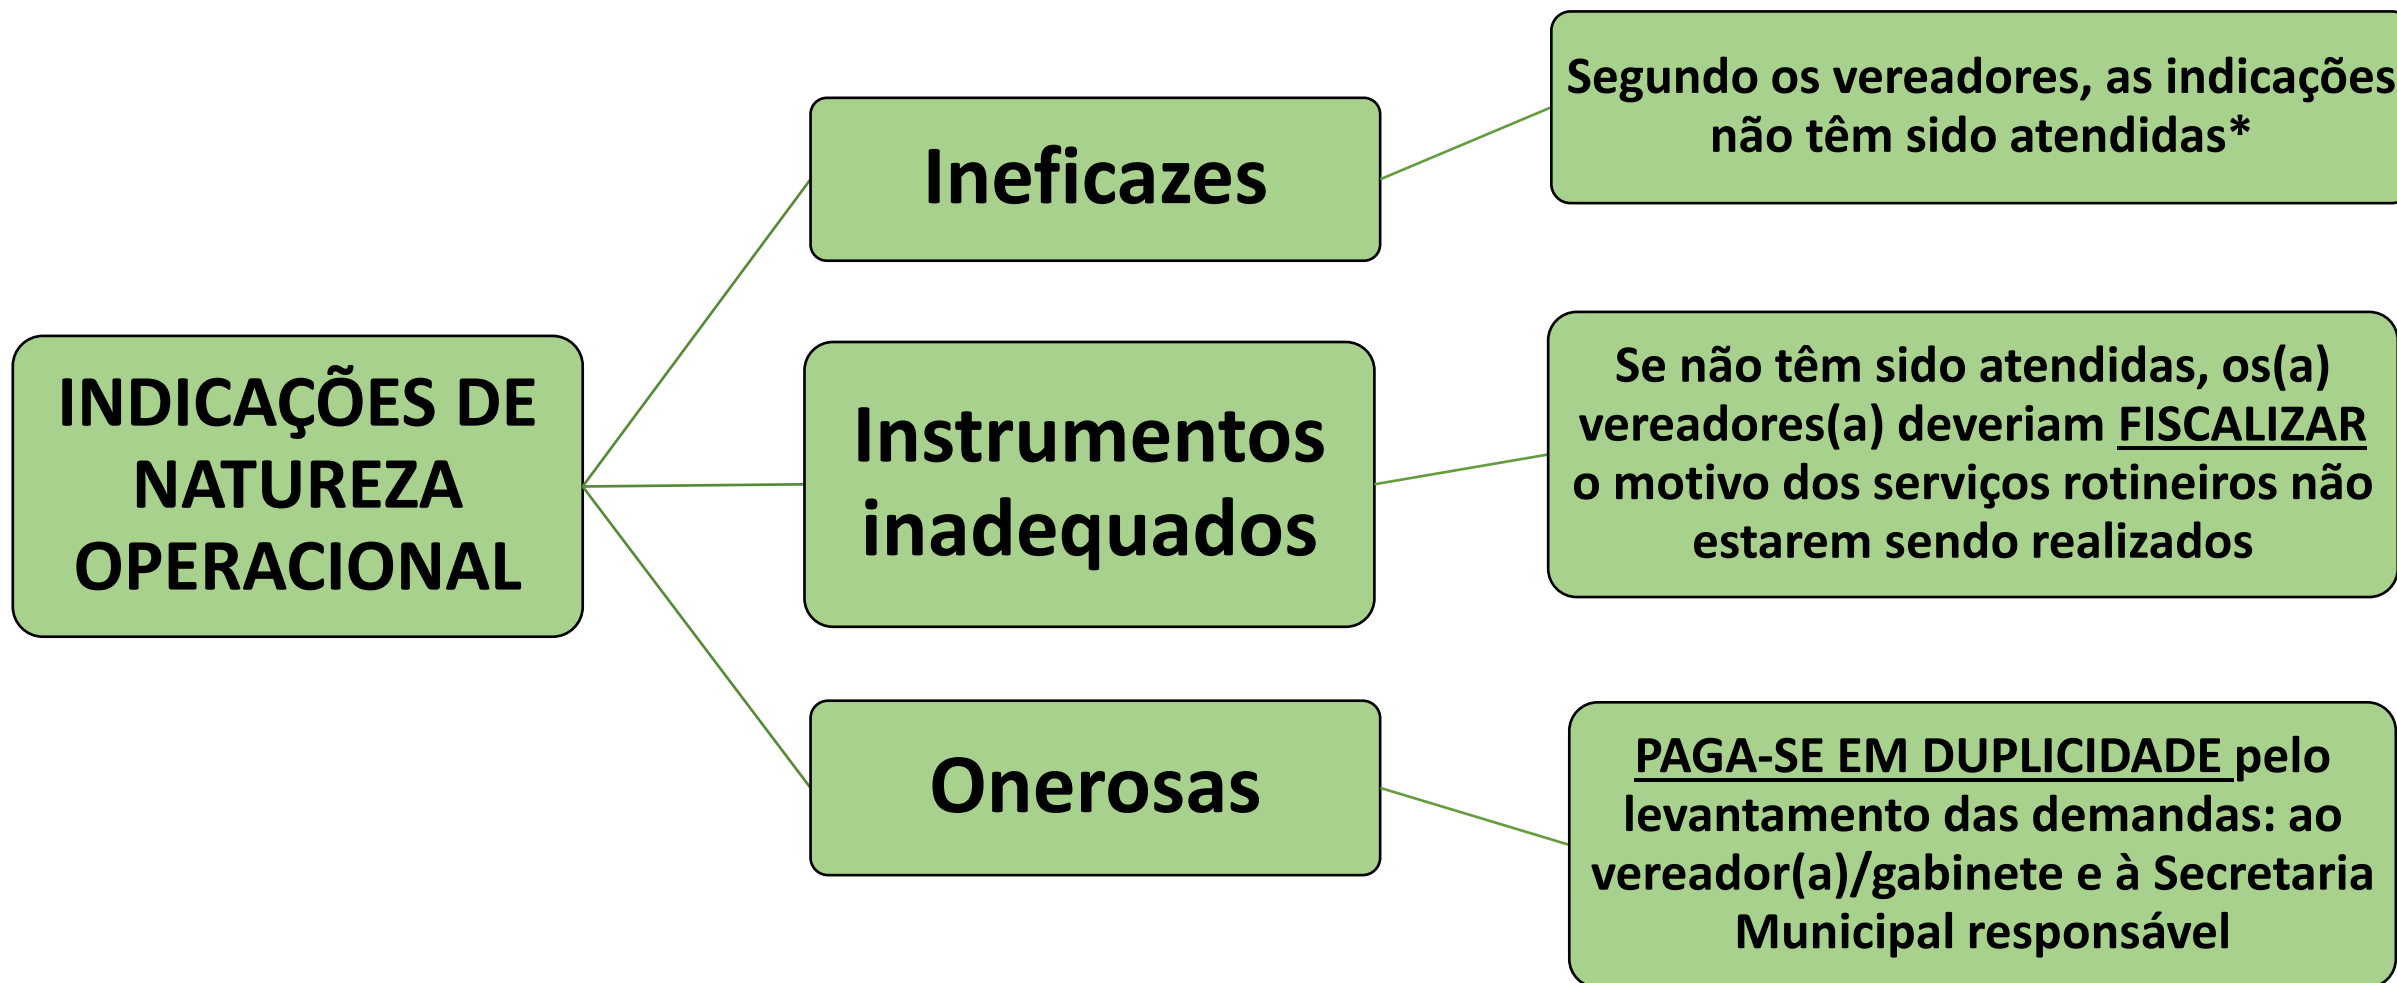 INDICAÇÕES DE
NATUREZA
OPERACIONAL
Ineficazes
Segundo os vereadores, as indicações
não têm sido atendidas*
Instrumentos
inadequados
Se não têm sido atendidas, os(a)
vereadores(a) deveriam FISCALIZAR
o motivo dos serviços rotineiros não
estarem sendo realizados
Onerosas
PAGA-SE EM DUPLICIDADE pelo
levantamento das demandas: ao
vereador(a)/gabinete e à Secretaria
Municipal responsável